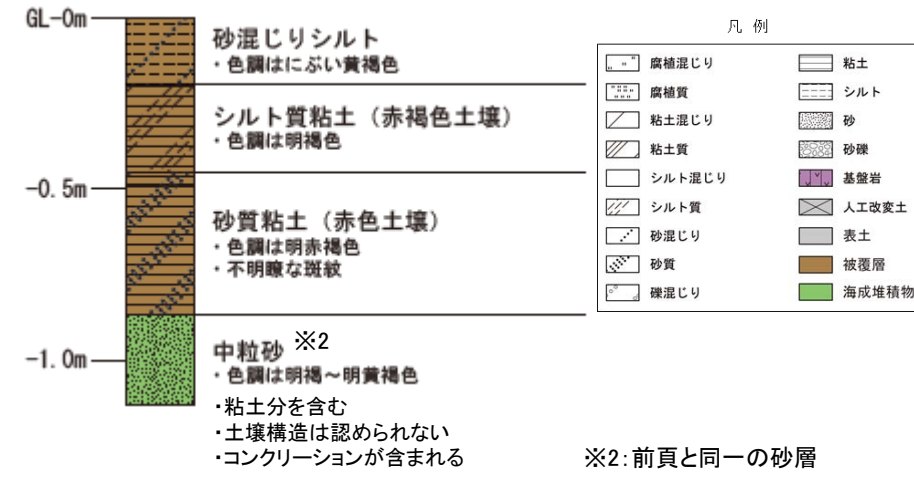 GL-0m
砂混じりシルト
・色調はにぶい黄褐色
シルト質粘土（赤褐色土壌）
・色調は明褐色
-0.5m
砂質粘土（赤色土壌）
・色調は明赤褐色
・不明瞭な斑紋
中粒砂 ※2
-1.0m
・色調は明褐～明黄褐色
・粘土分を含む
・土壌構造は認められない
・コンクリーションが含まれる
※2：前頁と同一の砂層
凡 例
腐植混じり
腐植質
粘土混じり
粘土質
シルト混じり
シルト質
砂混じり
砂質
礫混じり
粘土
シルト
砂
砂礫
基盤岩
人工改変土
表土
被覆層
海成堆積物